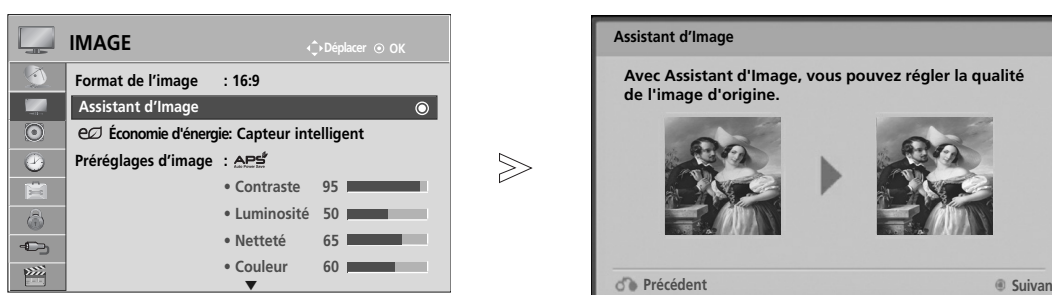 IMAGE
Déplacer OK
Format de l'image : 16:9
Assistant d'Image
Économie d'énergie: Capteur intelligent
Préréglages d'image : APS
• Contraste 95
• Luminosité 50
• Netteté 65
• Couleur 60
Assistant d'Image
Avec Assistant d'Image, vous pouvez régler la qualité
de l'image d'origine.
Précédent
Suivan